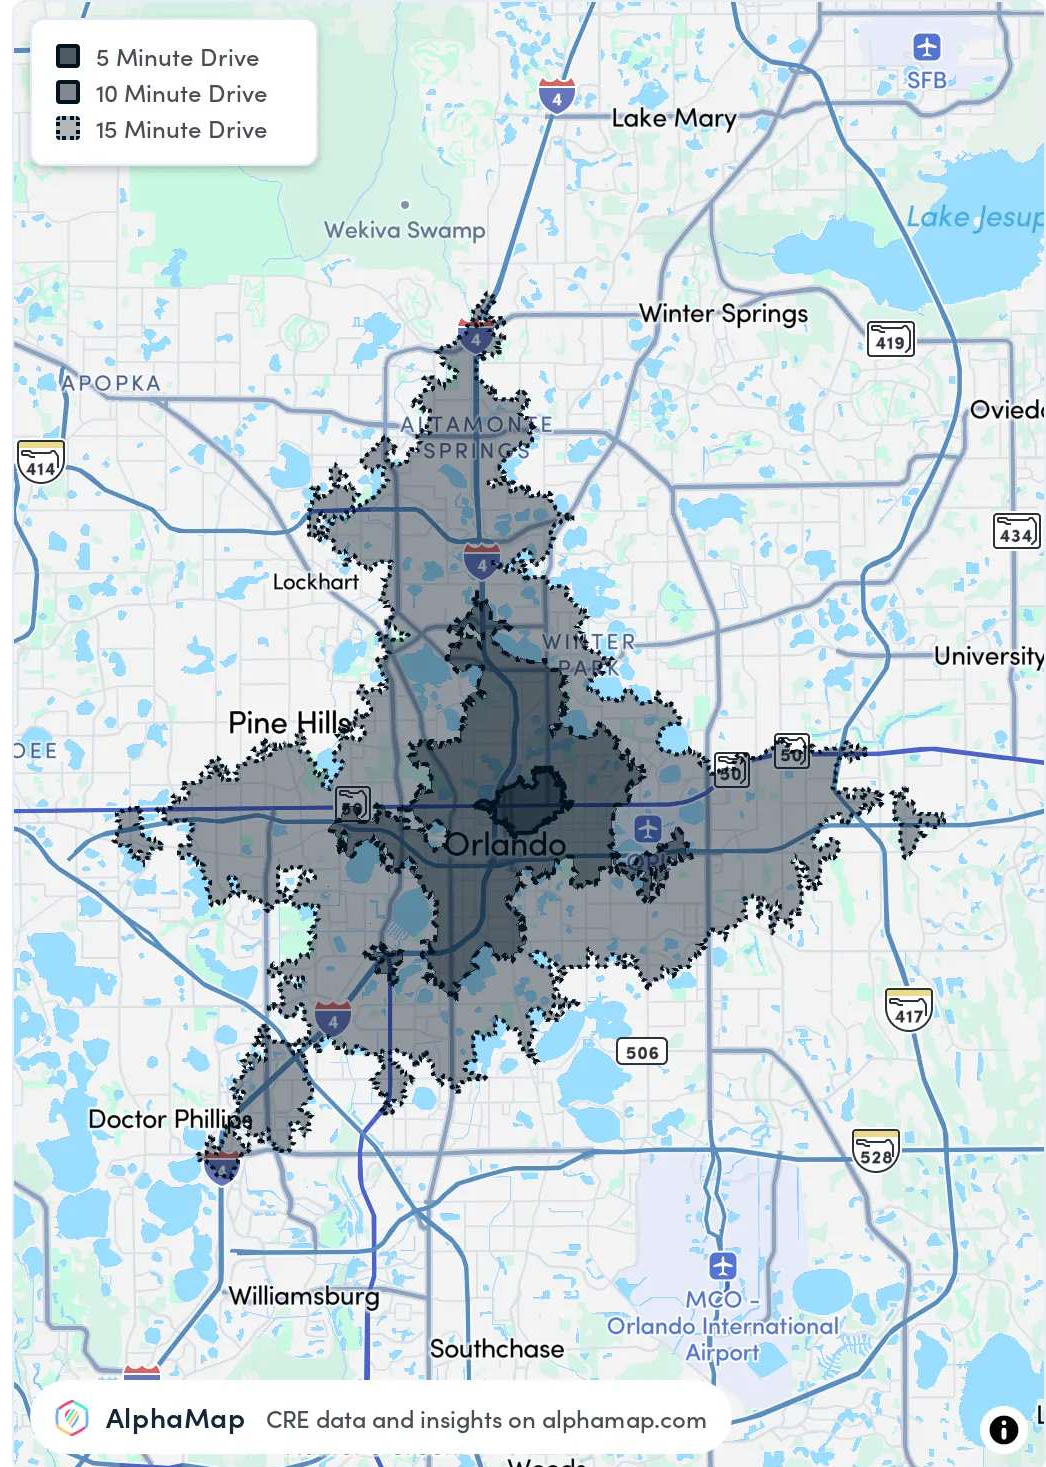 5 Minute Drive
10 Minute Drive
15 Minute Drive
SFB
4
Lake Mary
Lake Jesup
Wekiva Swamp
Winter Springs
4
419
APOPKA
ALTAMONTE
SPRINGS
414
434
4
Lockhart
WINTER
PARK
University
Pine Hills
OEE
50
50
50
Orlando
4
417
506
Doctor Phillips
528
4
Williamsburg
MCO -
Orlando International
Airport
Southchase
AlphaMap CRE data and insights on alphamap.com